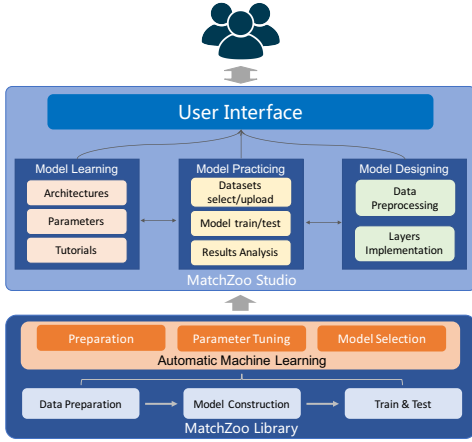 User Interface
Model Learning
Architectures
Parameters
Tutorials
Model Practicing
Datasets
select/upload
Model train/test
Results Analysis
Model Designing
Data
Preprocessing
Layers
Implementation
MatchZoo Studio
Preparation
Parameter Tuning
Model Selection
Automatic Machine Learning
Data Preparation
Model Construction
Train & Test
MatchZoo Library